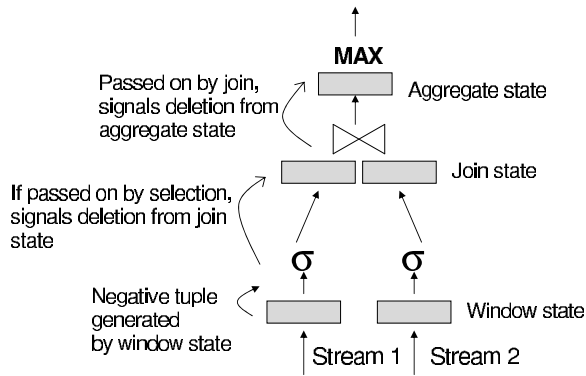 MAX
Passed on by join,
signals deletion from
aggregate state
Aggregate state
Join state
If passed on by selection,
signals deletion from join
state
σ σ
Negative tuple
generated
by window state
Window state
Stream 1 Stream 2